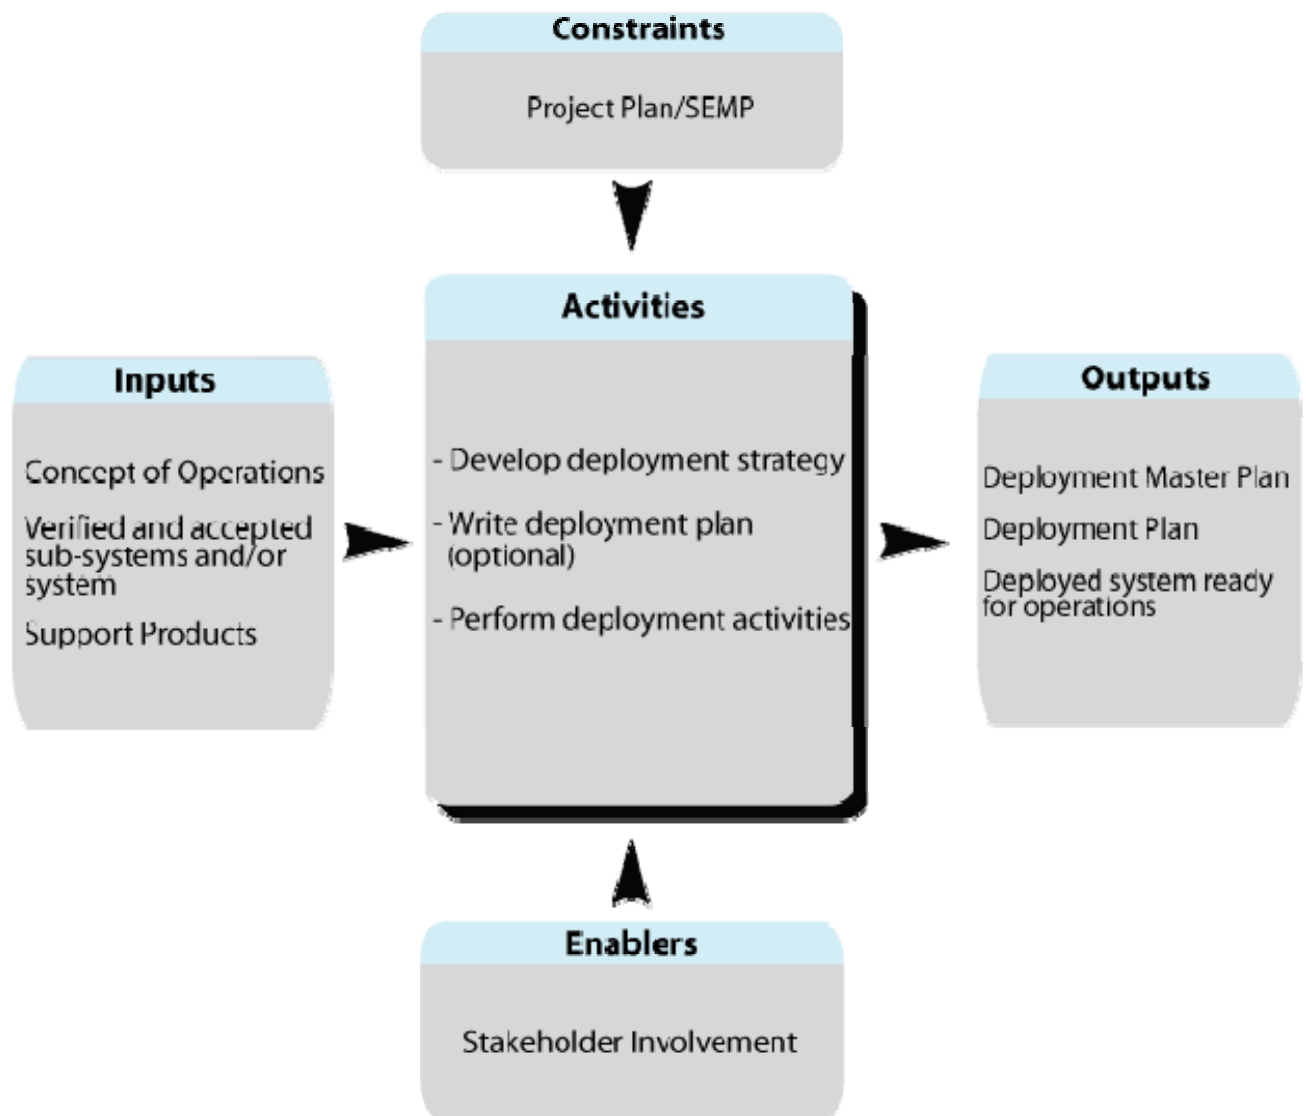 Constraints
Project Plan/SEMP
Activities
- Develop deployment strategy
- Write deployment plan
(optional)
- Perform deployment activities
Inputs
Concept of Operations
Verified and accepted
sub-systems and/or
system
Support Products
Outputs
Deployment Master Plan
Deployment Plan
Deployed system ready
for operations
Enablers
Stakeholder Involvement